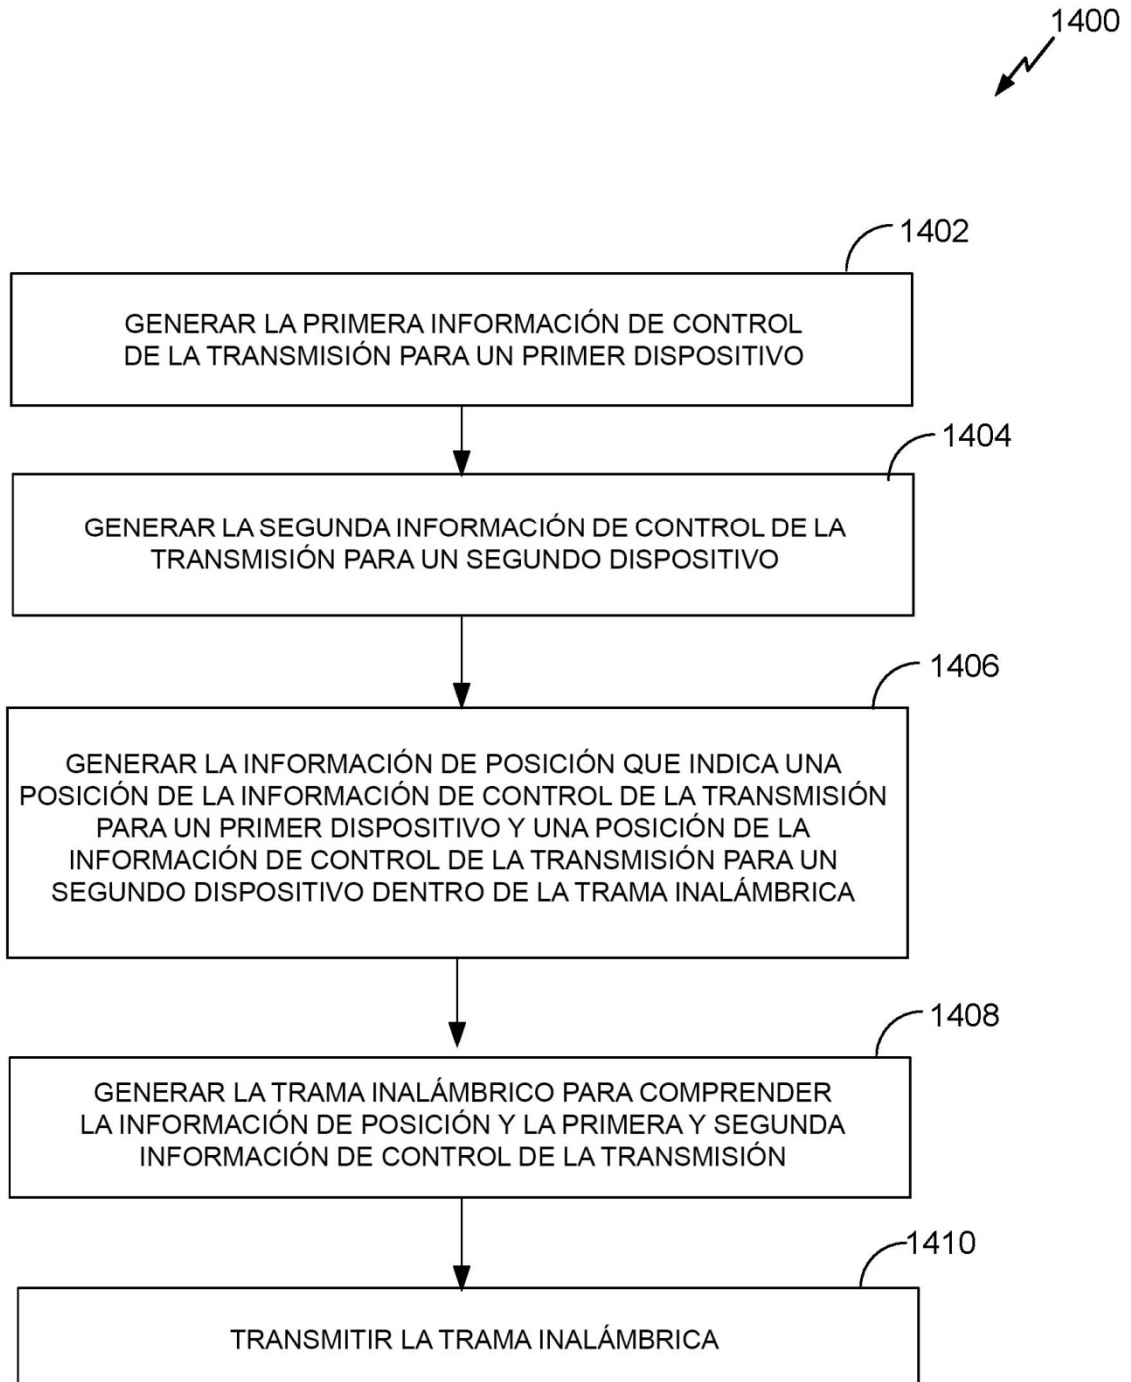 1400
1402
GENERAR LA PRIMERA INFORMACIÓN DE CONTROL
DE LA TRANSMISIÓN PARA UN PRIMER DISPOSITIVO
1404
GENERAR LA SEGUNDA INFORMACIÓN DE CONTROL DE LA
TRANSMISIÓN PARA UN SEGUNDO DISPOSITIVO
1406
GENERAR LA INFORMACIÓN DE POSICIÓN QUE INDICA UNA
POSICIÓN DE LA INFORMACIÓN DE CONTROL DE LA TRANSMISIÓN
PARA UN PRIMER DISPOSITIVO Y UNA POSICIÓN DE LA
INFORMACIÓN DE CONTROL DE LA TRANSMISIÓN PARA UN
SEGUNDO DISPOSITIVO DENTRO DE LA TRAMA INALÁMBRICA
1408
GENERAR LA TRAMA INALÁMBRICO PARA COMPRENDER
LA INFORMACIÓN DE POSICIÓN Y LA PRIMERA Y SEGUNDA
INFORMACIÓN DE CONTROL DE LA TRANSMISIÓN
1410
TRANSMITIR LA TRAMA INALÁMBRICA